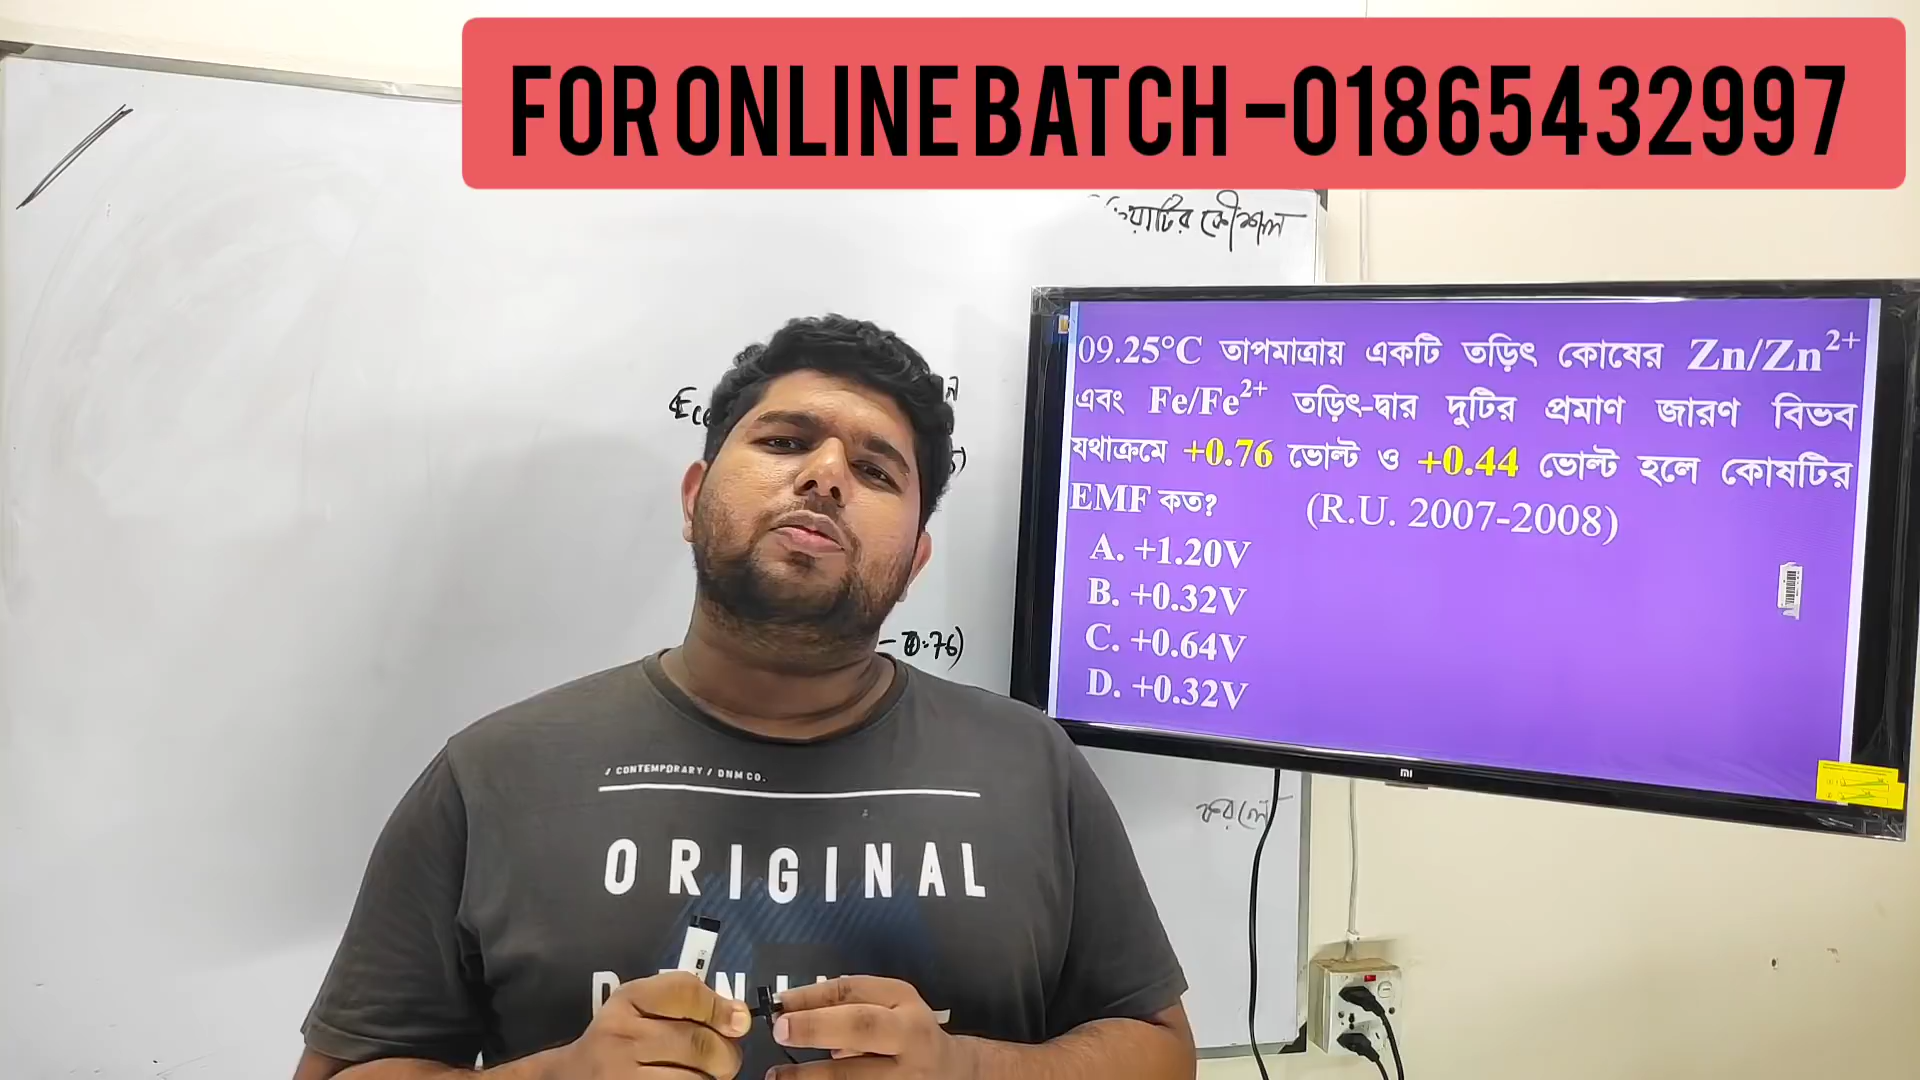 FOR ONLINE BATCH -01865432997
কৌশল
09.25°C তাপমাত্রায় একটি তড়িৎ কোষের Zn/Zn²⁺
এবং Fe/Fe²⁺ তড়িৎ-দ্বার দুটির প্রমাণ জারণ বিভব
যথাক্রমে +0.76 ভোল্ট ও +0.44 ভোল্ট হলে কোষটির
EMF কত? (R.U. 2007-2008)
A. +1.20V
B. +0.32V
C. +0.64V
D. +0.32V
mi
করলে
/ CONTEMPORARY / DNM CO.
ORIGINAL